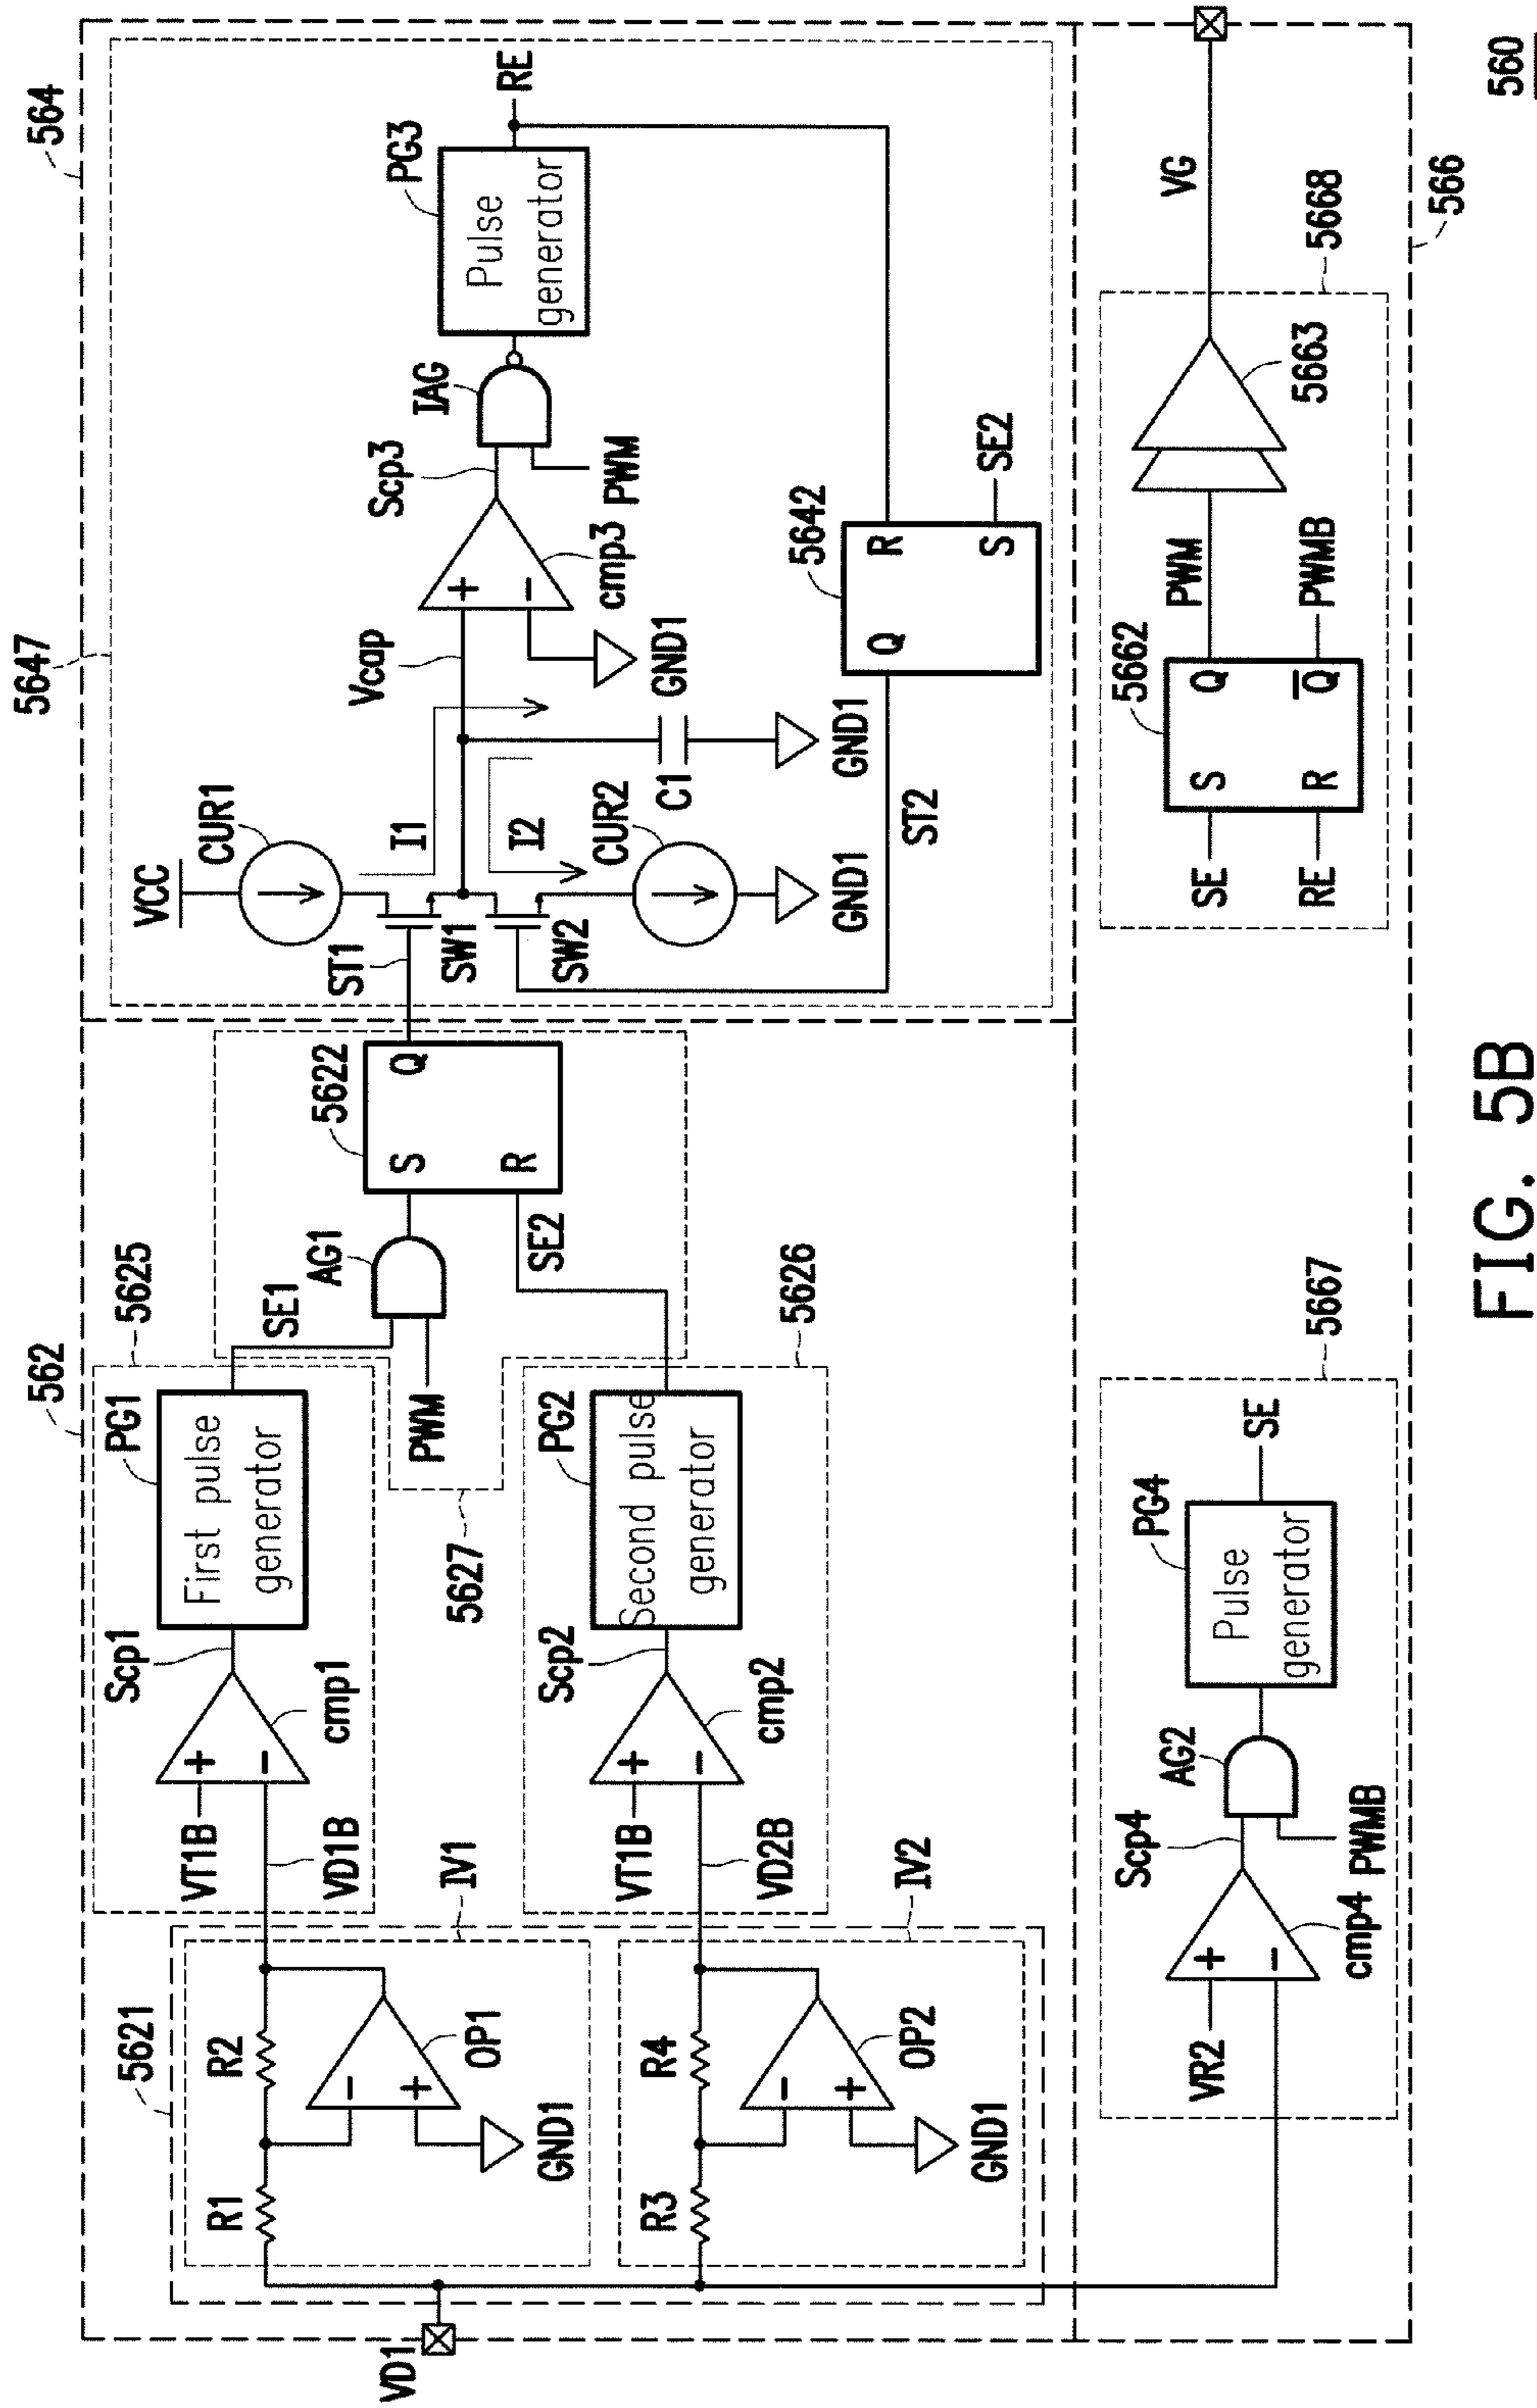 564
5647
VCC
CUR1
I1
Vcap
Scp3
IAG
PG3
Pulse
generator
RE
+
−
cmp3
PWM
GND1
ST1
SW1
SW2
I2
CUR2
C1
GND1
GND1
ST2
5642
Q
R
S
SE2
562
5625
PG1
First pulse
generator
Scp1
VT1B
+
−
cmp1
VD1B
SE1
AG1
PWM
5622
S
Q
R
SE2
5627
5626
PG2
Second pulse
generator
Scp2
VT1B
+
−
cmp2
VD2B
5621
IV1
R1
R2
−
+
OP1
GND1
IV2
R3
R4
−
+
OP2
GND1
VD1
5667
VR2
+
−
cmp4
Scp4
AG2
PWMB
PG4
Pulse
generator
SE
5662
SE
S
Q
PWM
RE
R
Q̅
PWMB
5663
5668
VG
566
560
FIG. 5B